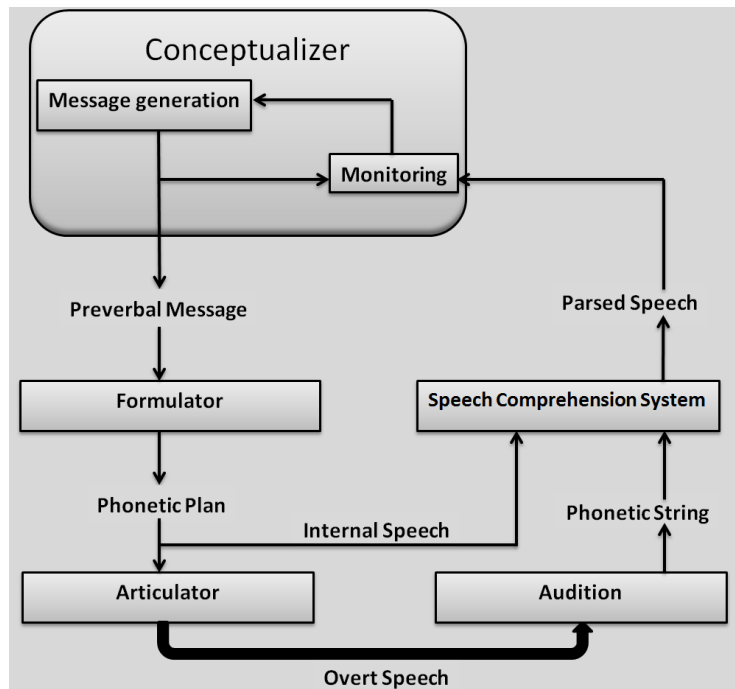 Conceptualizer
Message generation
Monitoring
Preverbal Message
Parsed Speech
Formulator
Speech Comprehension System
Phonetic Plan
Phonetic String
Internal Speech
Articulator
Audition
Overt Speech